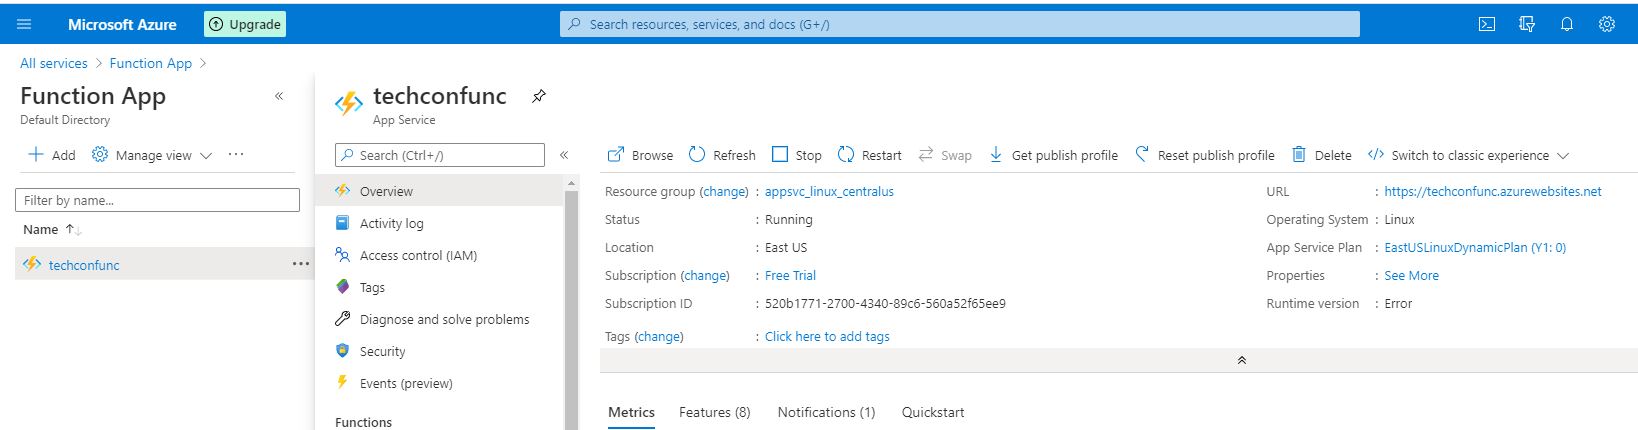 Microsoft Azure
Upgrade
Search resources, services, and docs (G+/)
All services > Function App >
Function App
Default Directory
Add
Manage view
...
Filter by name...
Name
techconfunc
...
techconfunc
App Service
Search (Ctrl+/)
Overview
Activity log
Access control (IAM)
Tags
Diagnose and solve problems
Security
Events (preview)
Functions
Browse Refresh Stop Restart Swap Get publish profile Reset publish profile Delete Switch to classic experience
Resource group (change) : appsvc_linux_centralus
Status : Running
Location : East US
Subscription (change) : Free Trial
Subscription ID : 520b1771-2700-4340-89c6-560a52f65ee9
Tags (change) : Click here to add tags
URL : https://techconfunc.azurewebsites.net
Operating System : Linux
App Service Plan : EastUSLinuxDynamicPlan (Y1: 0)
Properties : See More
Runtime version : Error
Metrics Features (8) Notifications (1) Quickstart